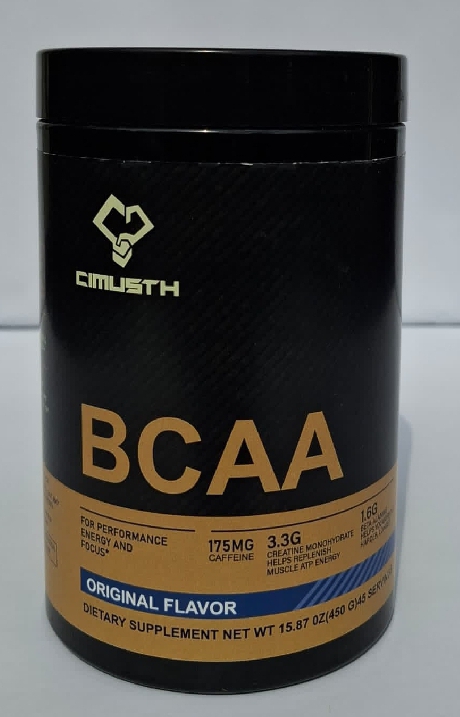 CIMUSTH
BCAA
FOR PERFORMANCE
ENERGY AND
FOCUS*
175MG
CAFFEINE
3.3G
CREATINE MONOHYDRATE
HELPS REPLENISH
MUSCLE ATP ENERGY
1.6G
ORIGINAL FLAVOR
DIETARY SUPPLEMENT NET WT 15.87 OZ(450 G)45